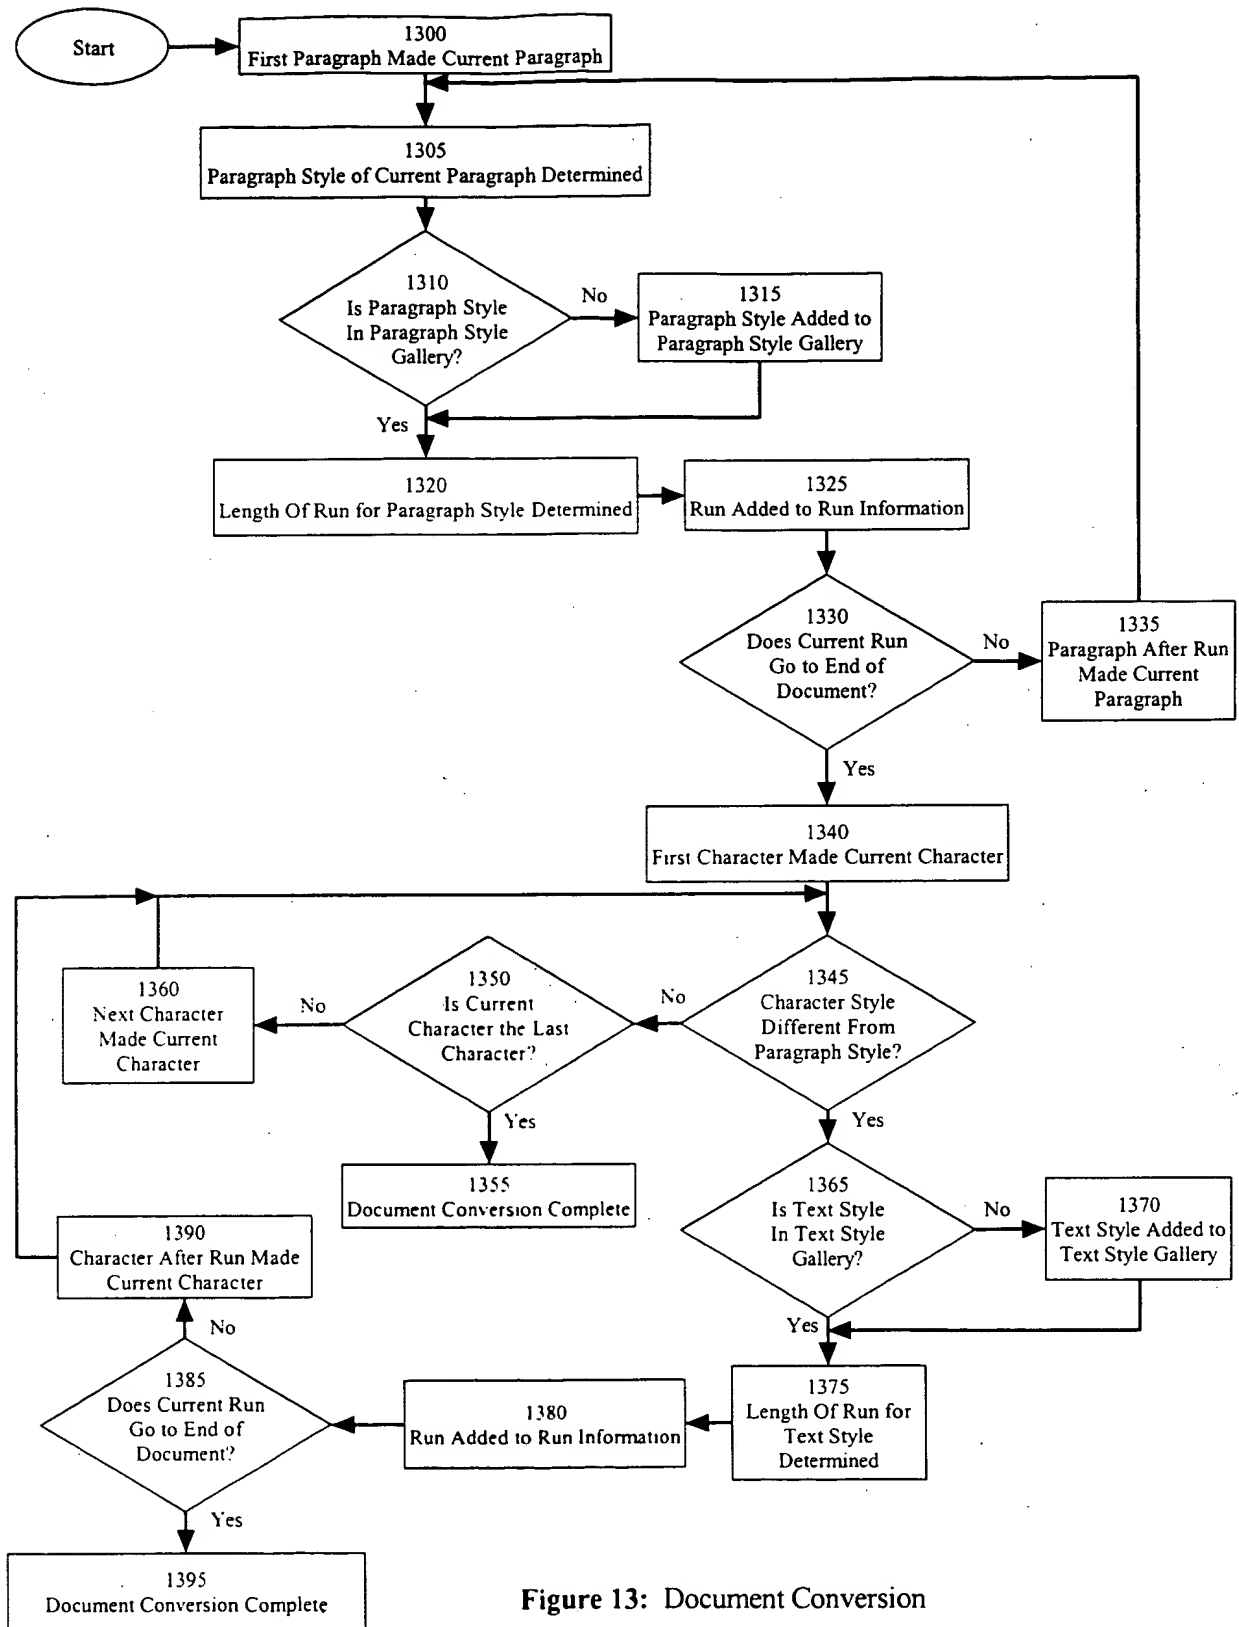 Start
1300
First Paragraph Made Current Paragraph
1305
Paragraph Style of Current Paragraph Determined
1310
Is Paragraph Style
In Paragraph Style
Gallery?
No
1315
Paragraph Style Added to
Paragraph Style Gallery
Yes
1320
Length Of Run for Paragraph Style Determined
1325
Run Added to Run Information
1330
Does Current Run
Go to End of
Document?
No
1335
Paragraph After Run
Made Current
Paragraph
Yes
1340
First Character Made Current Character
1345
Character Style
Different From
Paragraph Style?
No
1350
Is Current
Character the Last
Character?
No
1360
Next Character
Made Current
Character
Yes
1355
Document Conversion Complete
Yes
1365
Is Text Style
In Text Style
Gallery?
No
1370
Text Style Added to
Text Style Gallery
Yes
1375
Length Of Run for
Text Style
Determined
1380
Run Added to Run Information
1385
Does Current Run
Go to End of
Document?
No
1390
Character After Run Made
Current Character
Yes
1395
Document Conversion Complete
Figure 13: Document Conversion